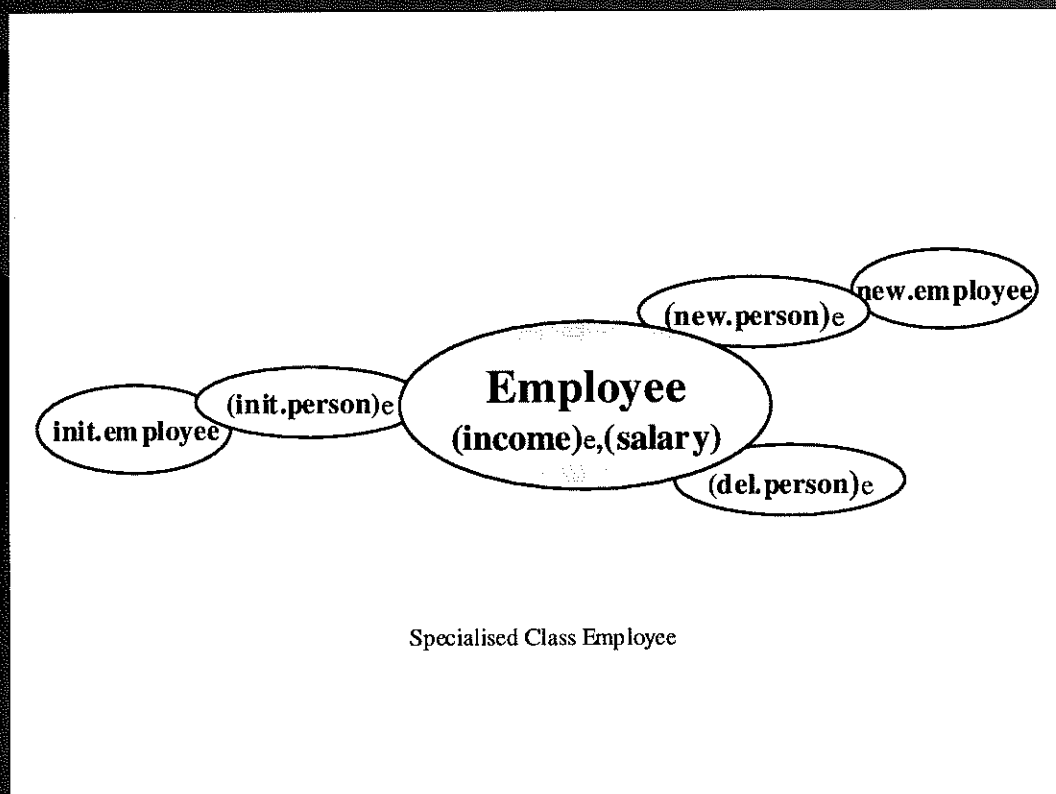 new.employee
(new.person)e
Employee
(init.person)e
init.employee
(income)e,(salary)
(del.person)e
Specialised Class Employee